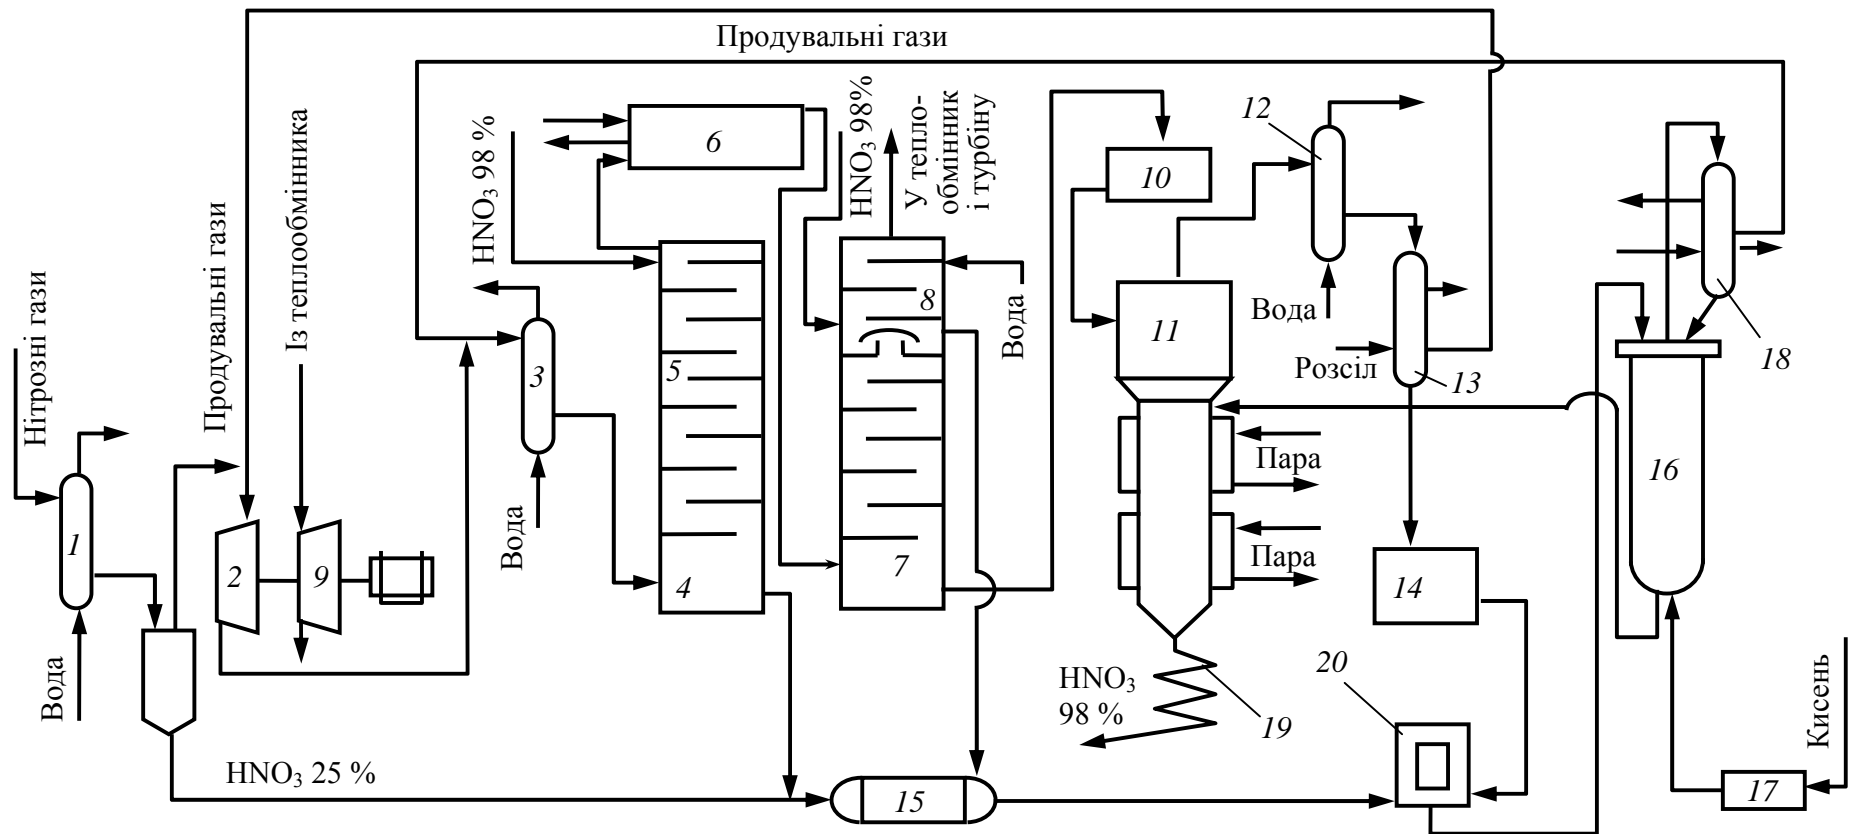 Продувальні гази
Нітрозні гази
Продувальні гази
Із теплообмінника
HNO3 98 %
HNO3 98%
У тепло-
обмінник
і турбіну
6
10
12
8
Вода
11
Вода
Розсіл
13
18
3
5
1
2
9
Вода
4
7
Пара
Пара
16
14
Вода
HNO3
98 %
19
20
Кисень
HNO3 25 %
15
17